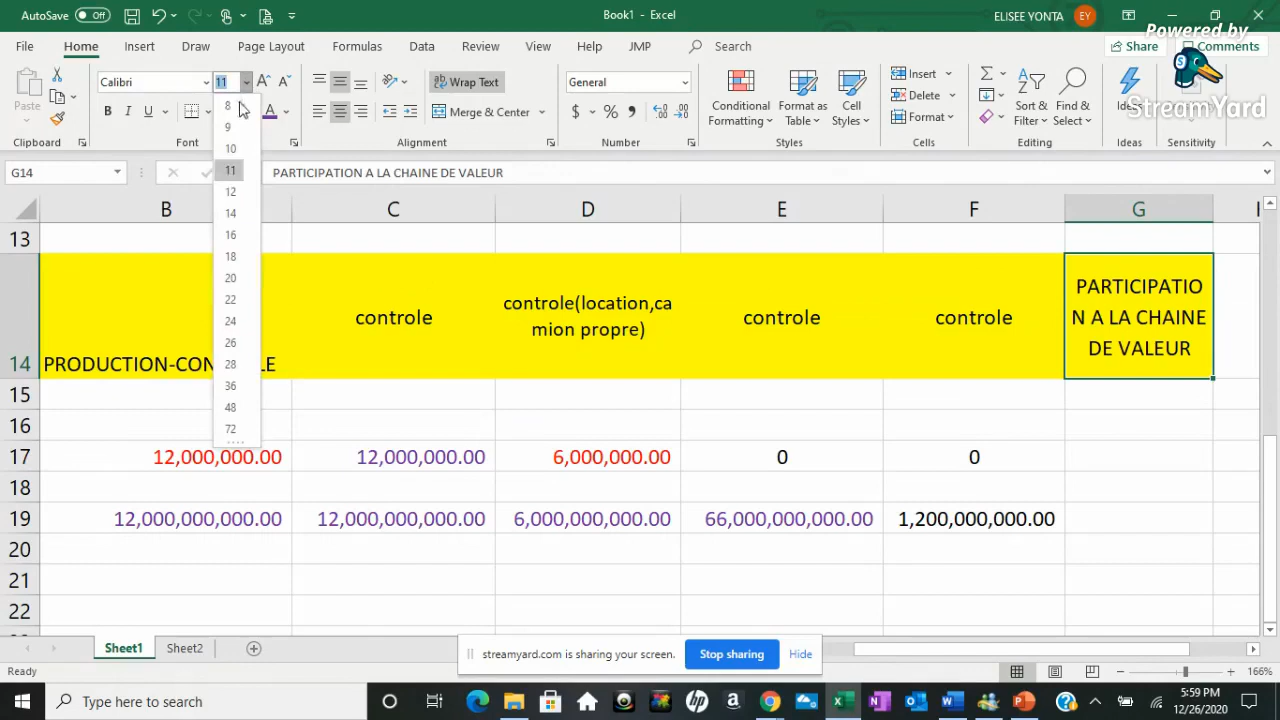 AutoSave Off
Book1 - Excel
ELISEE YONTA EY
Powered by
StreamYard
File Home Insert Draw Page Layout Formulas Data Review View Help JMP Search Share Comments
Paste
Clipboard
Calibri 11
B I U
Font
Wrap Text
Merge & Center
Alignment
General
$ % ,
Number
Conditional Formatting
Format as Table
Cell Styles
Styles
Insert
Delete
Format
Cells
Sort & Filter
Find & Select
Editing
Ideas
Ideas
Sensitivity
8
9
10
11
12
14
16
18
20
22
24
26
28
36
48
72
G14
PARTICIPATION A LA CHAINE DE VALEUR
B C D E F G
13
14
controle
controle(location,ca
mion propre)
controle
controle
PARTICIPATIO
N A LA CHAINE
DE VALEUR
15
16
17 12,000,000.00 12,000,000.00 6,000,000.00 0 0
18
19 12,000,000,000.00 12,000,000,000.00 6,000,000,000.00 66,000,000,000.00 1,200,000,000.00
20
21
22
Sheet1 Sheet2
streamyard.com is sharing your screen. Stop sharing Hide
Ready
166%
Type here to search
5:59 PM
12/26/2020